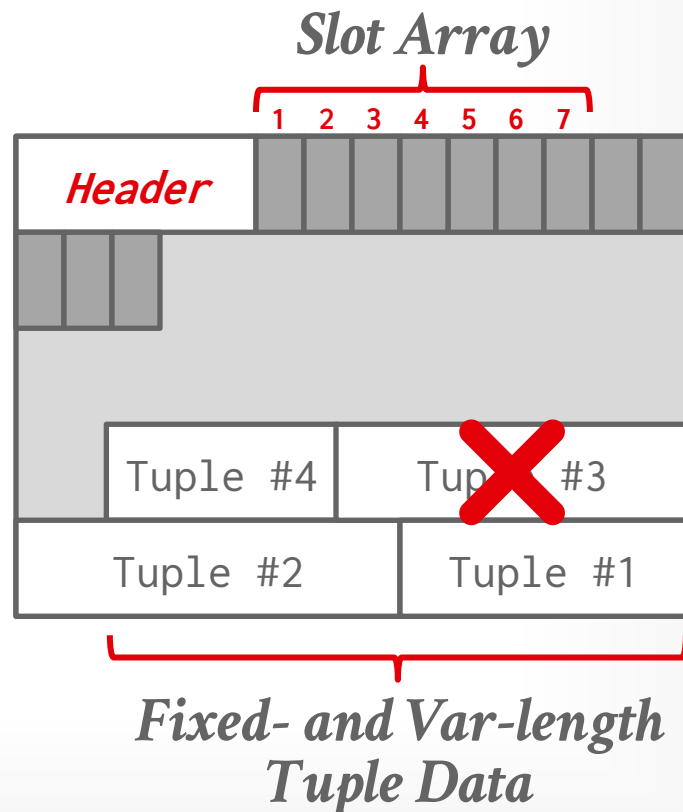 Slot Array
1 2 3 4 5 6 7
Header
Tuple #4 Tup #3
Tuple #2 Tuple #1
Fixed- and Var-length
Tuple Data